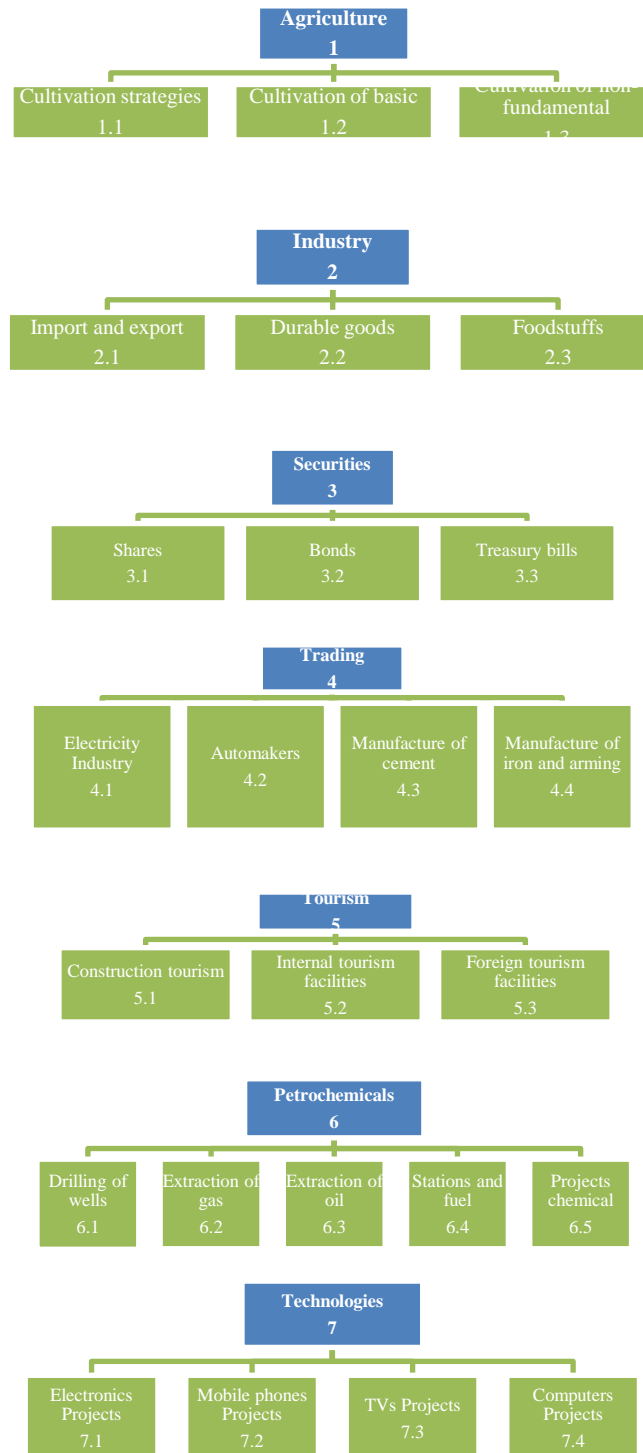 Agriculture
1
Cultivation strategies
1.1
Cultivation of basic
1.2
Cultivation of non-
fundamental
1.3
Industry
2
Import and export
2.1
Durable goods
2.2
Foodstuffs
2.3
Securities
3
Shares
3.1
Bonds
3.2
Treasury bills
3.3
Trading
4
Electricity
Industry
4.1
Automakers
4.2
Manufacture of
cement
4.3
Manufacture of
iron and arming
4.4
Tourism
5
Construction tourism
5.1
Internal tourism
facilities
5.2
Foreign tourism
facilities
5.3
Petrochemicals
6
Drilling of
wells
6.1
Extraction of
gas
6.2
Extraction of
oil
6.3
Stations and
fuel
6.4
Projects
chemical
6.5
Technologies
7
Electronics
Projects
7.1
Mobile phones
Projects
7.2
TVs Projects
7.3
Computers
Projects
7.4